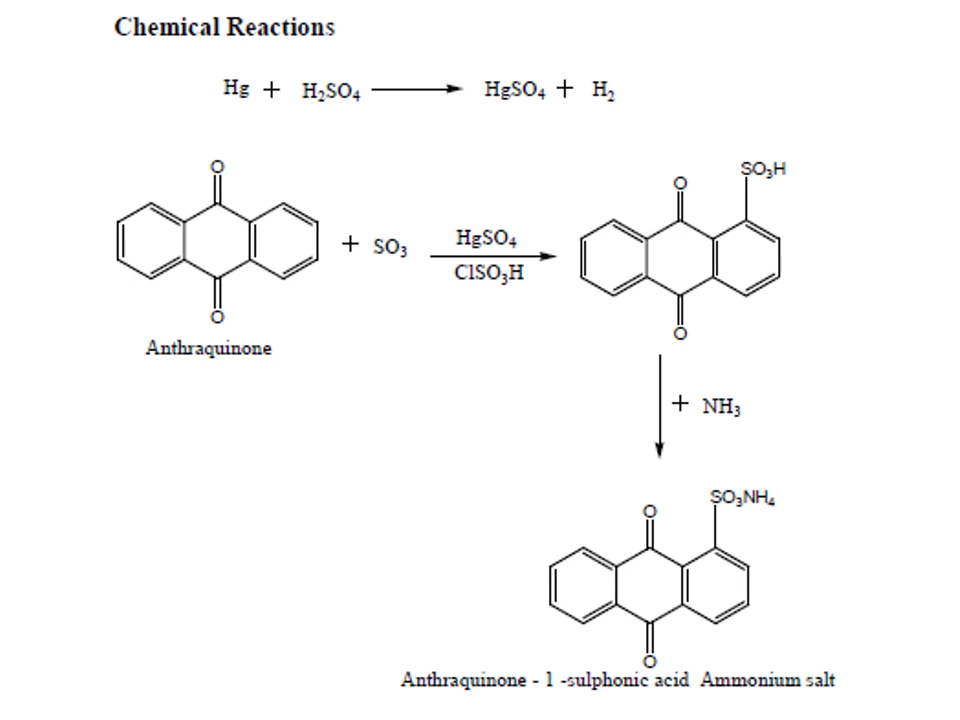 Chemical Reactions
Hg + H₂SO₄ ⟶ HgSO₄ + H₂
O
O
SO₃H
O
O
+ SO₃
HgSO₄
ClSO₃H
Anthraquinone
+ NH₃
SO₃NH₄
O
O
Anthraquinone - 1 -sulphonic acid Ammonium salt